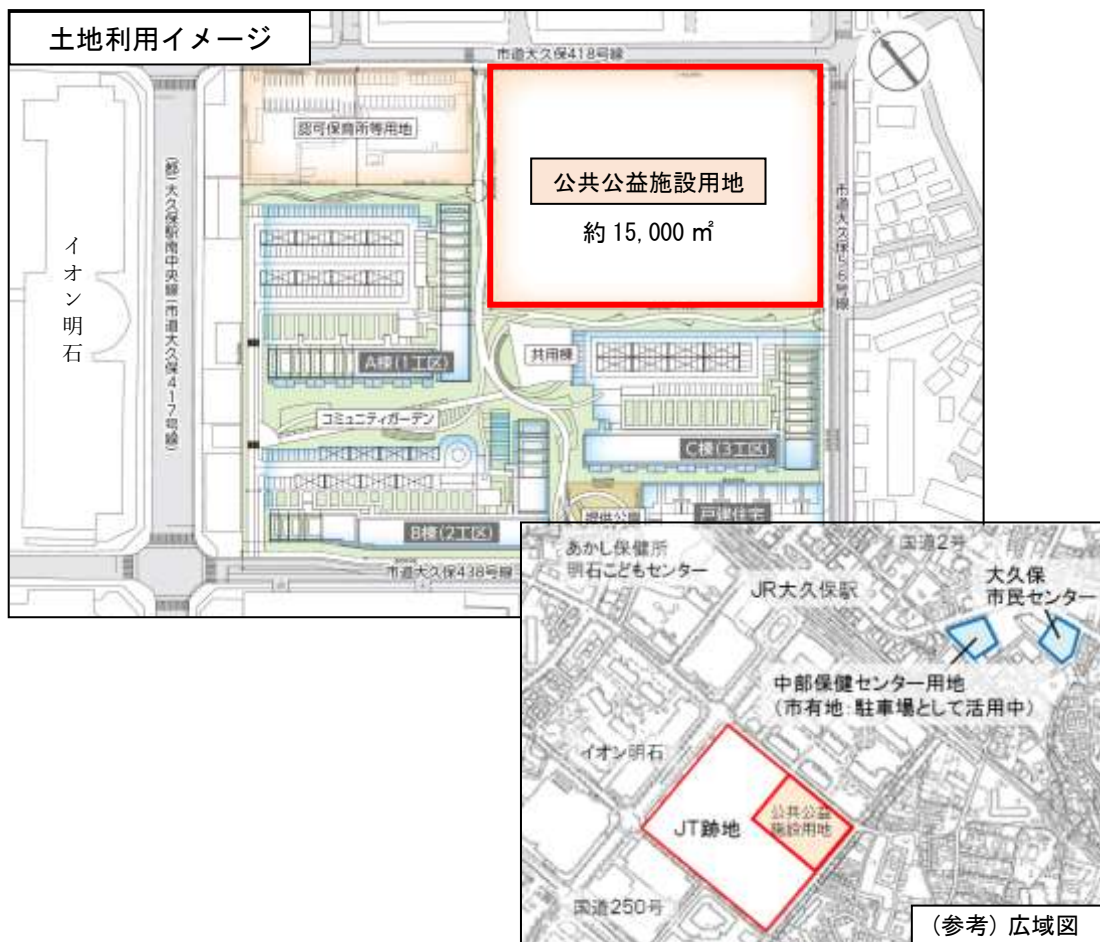 土地利用イメージ
市道大久保418号線
認可保育所等用地
公共公益施設用地
約15,000㎡
(都)大久保駅南中央線(市道大久保417号線)
イオン明石
市道大久保56号線
A棟(1工区)
共用棟
コミュニティガーデン
C棟(3工区)
提供公園
戸建住宅
B棟(2工区)
市道大久保438号線
あかし保健所
明石こどもセンター
国道2号
JR大久保駅
大久保
市民センター
中部保健センター用地
(市有地:駐車場として活用中)
イオン明石
公共公益
施設用地
JT跡地
国道250号
(参考)広域図